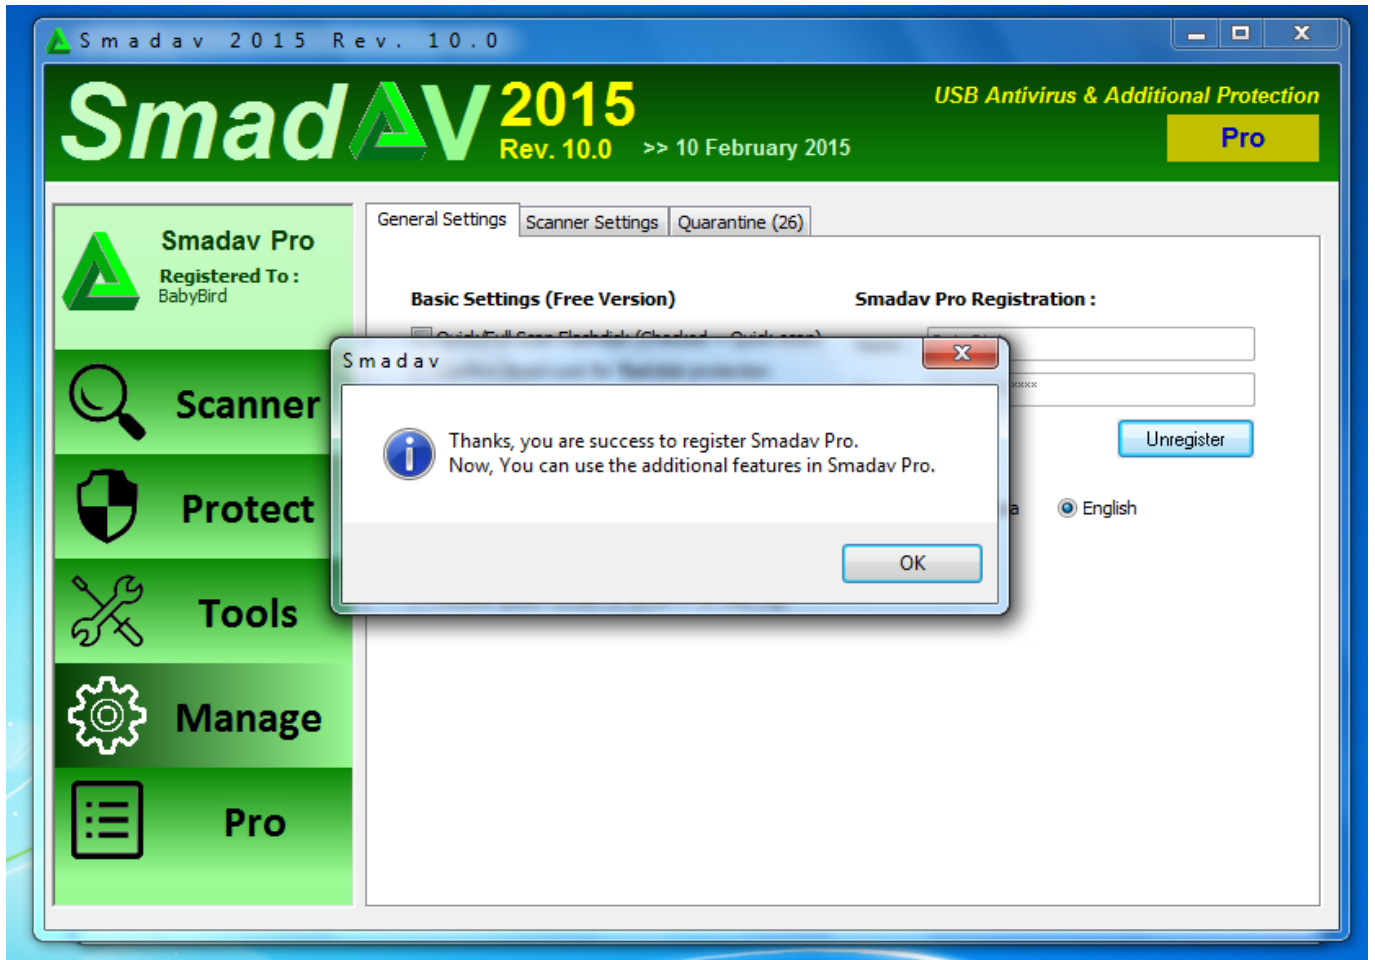 Smadav 2015 Rev. 10.0
SmadAV 2015
Rev. 10.0 >> 10 February 2015
USB Antivirus & Additional Protection
Pro
Smadav Pro
Registered To :
BabyBird
Scanner
Protect
Tools
Manage
Pro
General Settings
Scanner Settings
Quarantine (26)
Basic Settings (Free Version)
Smadav Pro Registration :
Smadav
Thanks, you are success to register Smadav Pro.
Now, You can use the additional features in Smadav Pro.
OK
Unregister
English